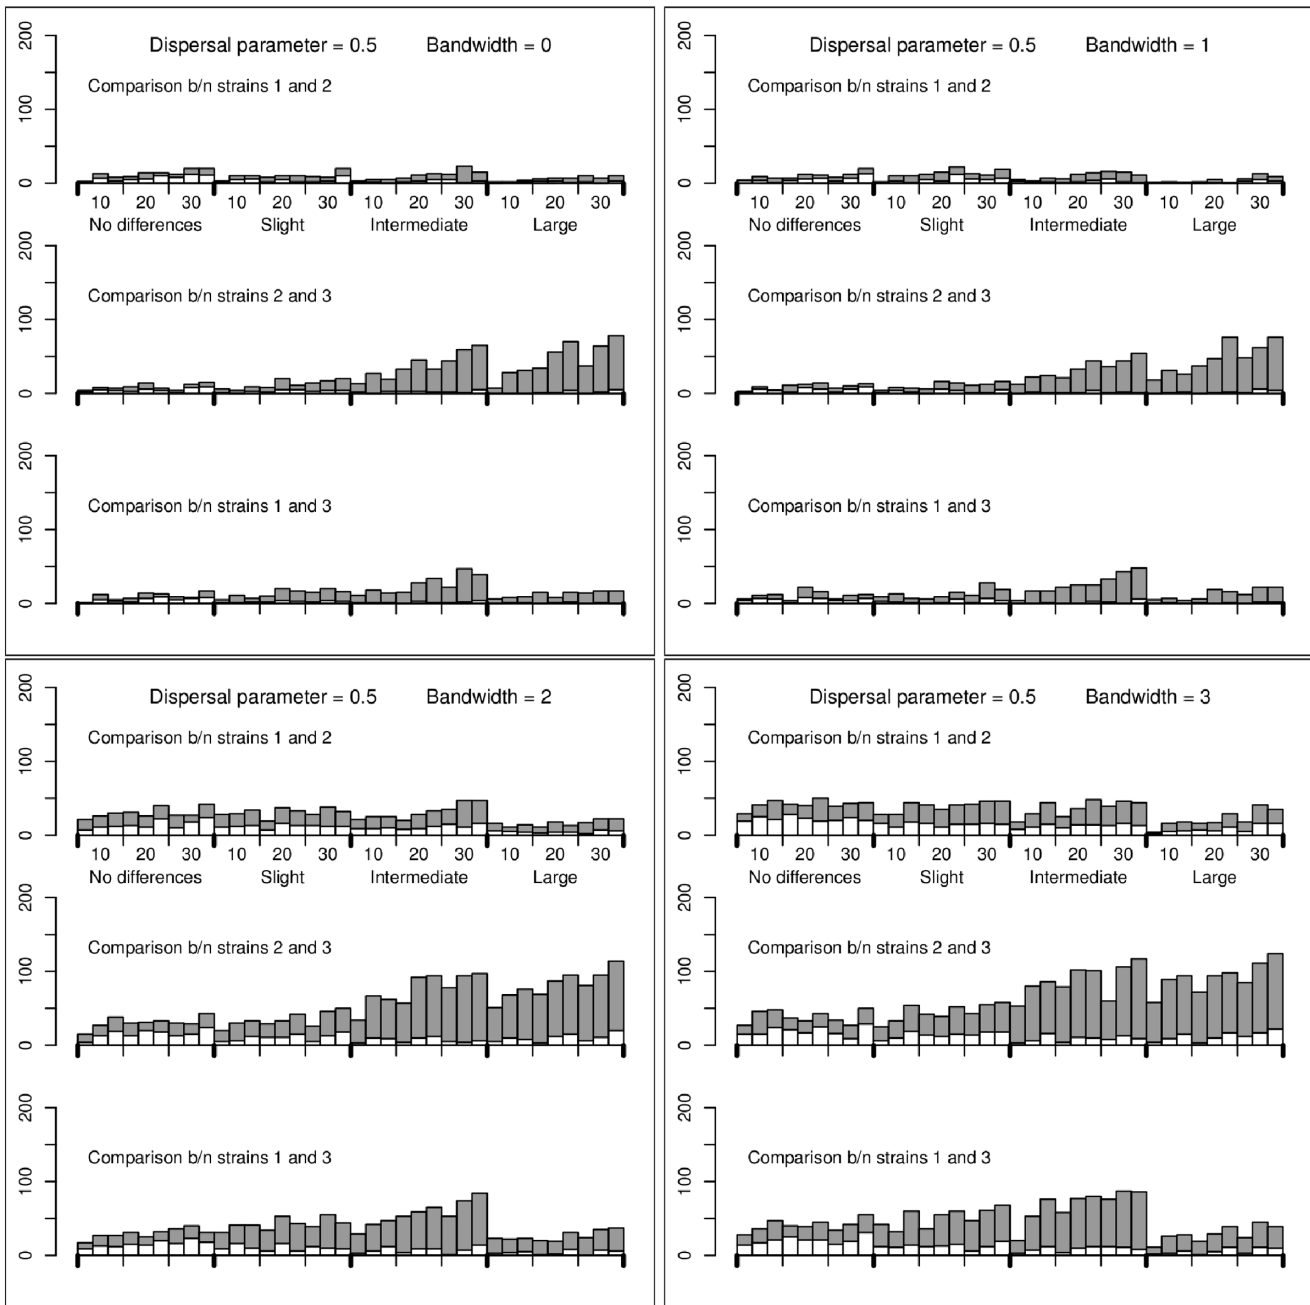 Dispersal parameter = 0.5 Bandwidth = 0
Comparison b/n strains 1 and 2
0 100 200
10 20 30 10 20 30 10 20 30 10 20 30
No differences Slight Intermediate Large
Comparison b/n strains 2 and 3
0 100 200
Comparison b/n strains 1 and 3
0 100 200
Dispersal parameter = 0.5 Bandwidth = 1
Comparison b/n strains 1 and 2
0 100 200
10 20 30 10 20 30 10 20 30 10 20 30
No differences Slight Intermediate Large
Comparison b/n strains 2 and 3
0 100 200
Comparison b/n strains 1 and 3
0 100 200
Dispersal parameter = 0.5 Bandwidth = 2
Comparison b/n strains 1 and 2
0 100 200
10 20 30 10 20 30 10 20 30 10 20 30
No differences Slight Intermediate Large
Comparison b/n strains 2 and 3
0 100 200
Comparison b/n strains 1 and 3
0 100 200
Dispersal parameter = 0.5 Bandwidth = 3
Comparison b/n strains 1 and 2
0 100 200
10 20 30 10 20 30 10 20 30 10 20 30
No differences Slight Intermediate Large
Comparison b/n strains 2 and 3
0 100 200
Comparison b/n strains 1 and 3
0 100 200